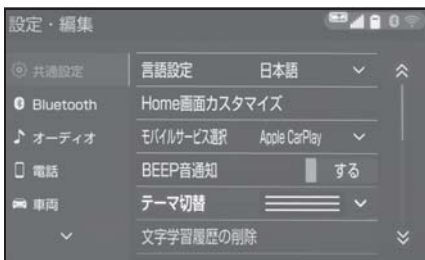 設定・編集
共通設定
Bluetooth
オーディオ
電話
車両
言語設定 日本語
Home画面カスタマイズ
モバイルサービス選択 Apple CarPlay
BEEP音通知 する
テーマ切替
文字学習履歴の削除